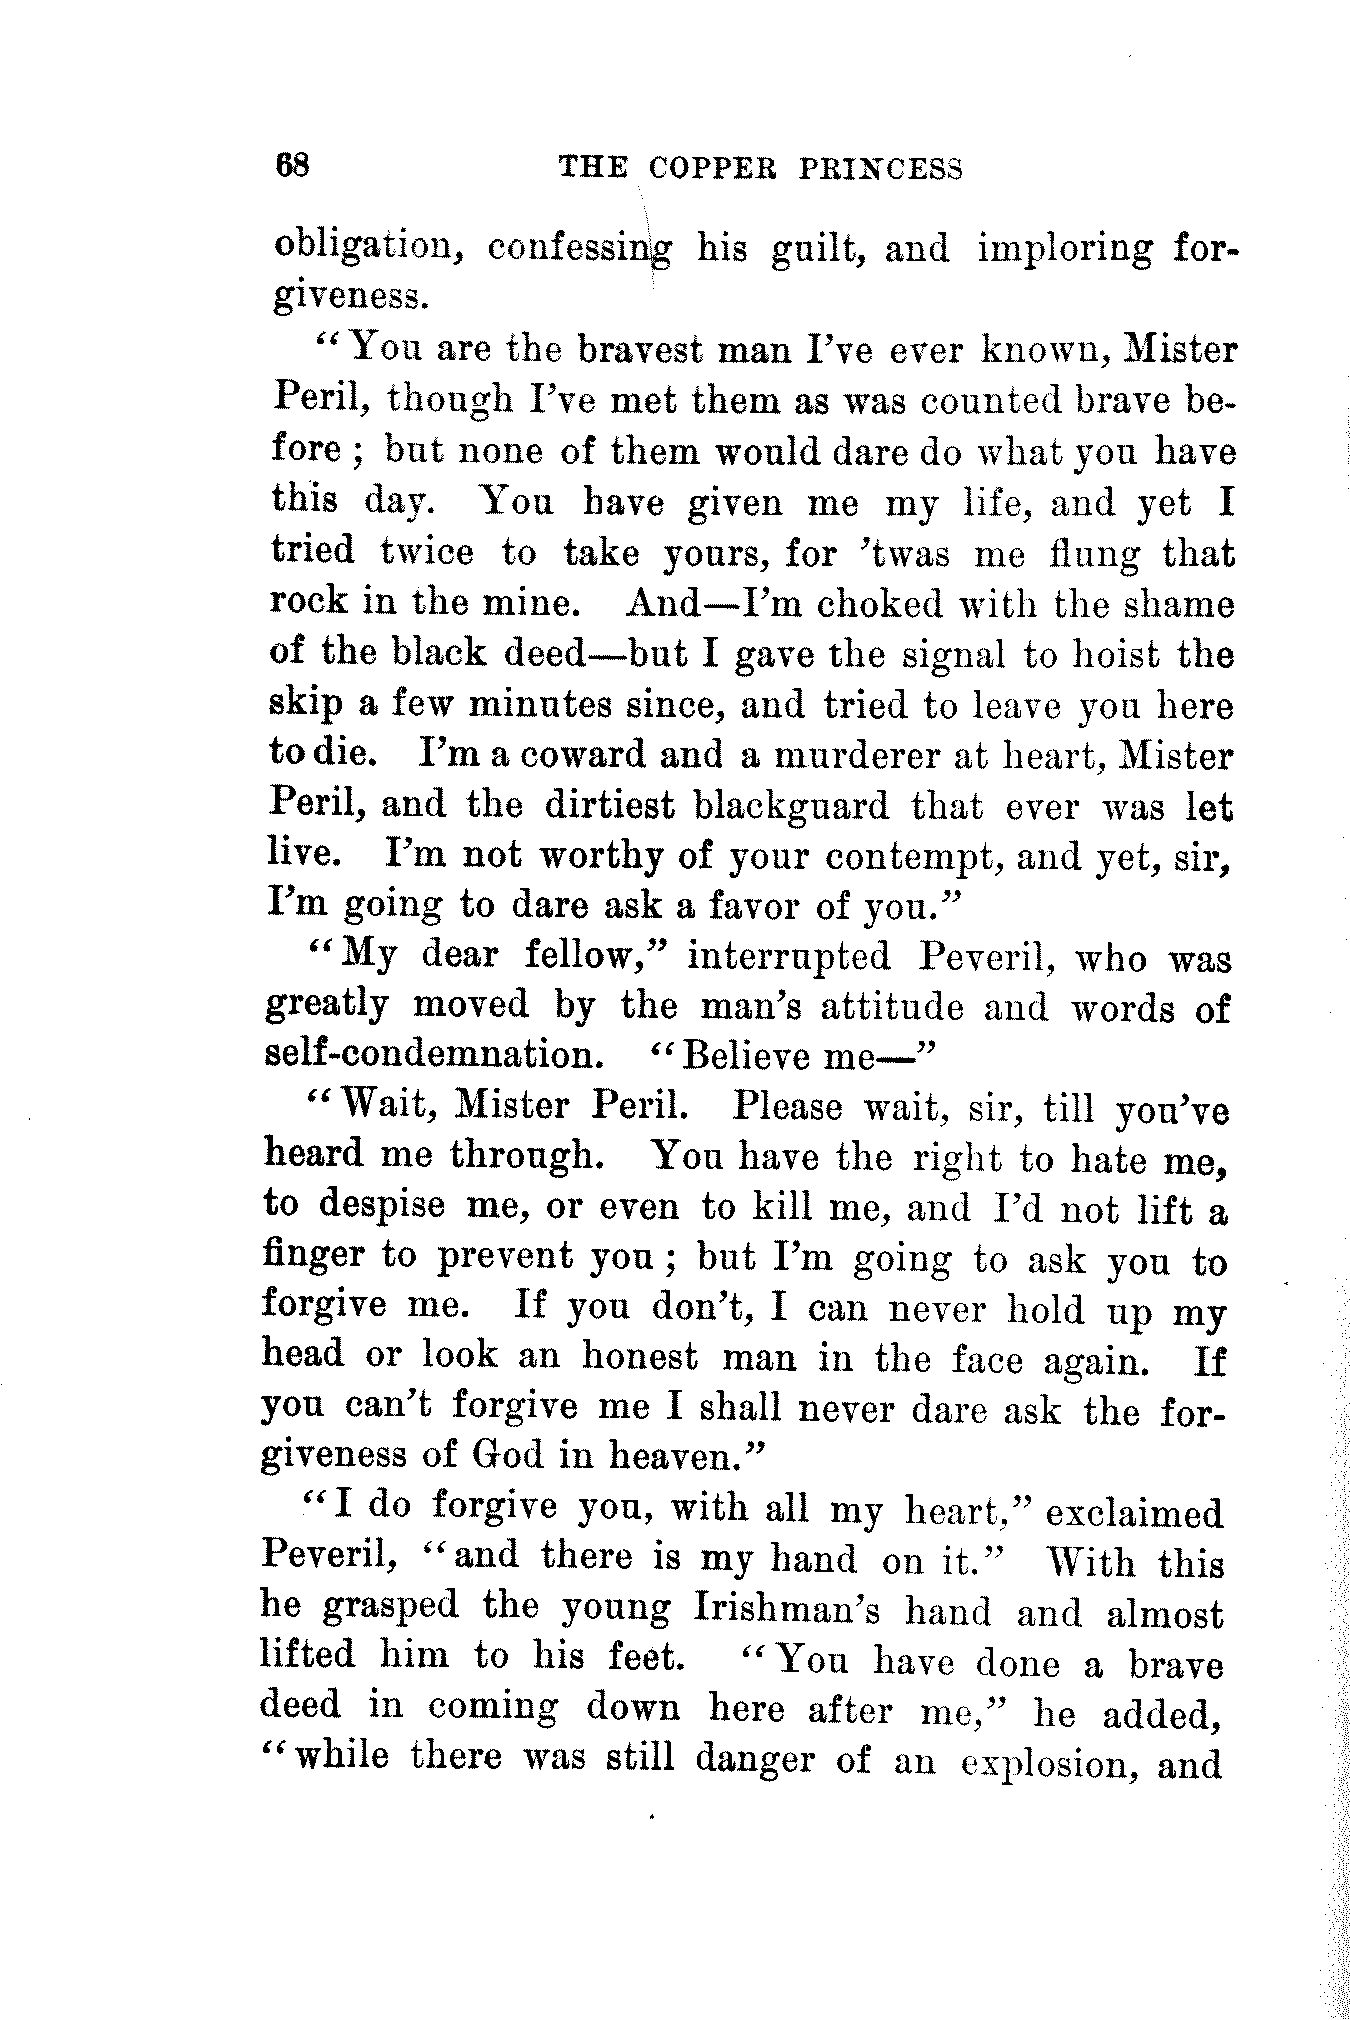 68 THE COPPER PRINCESS
obligation, confessing his guilt, and imploring for-
giveness.
“You are the bravest man I’ve ever known, Mister
Peril, though I’ve met them as was counted brave be-
fore ; but none of them would dare do what you have
this day. You have given me my life, and yet I
tried twice to take yours, for ’twas me flung that
rock in the mine. And—I’m choked with the shame
of the black deed—but I gave the signal to hoist the
skip a few minutes since, and tried to leave you here
to die. I’m a coward and a murderer at heart, Mister
Peril, and the dirtiest blackguard that ever was let
live. I’m not worthy of your contempt, and yet, sir,
I’m going to dare ask a favor of you.”
“My dear fellow,” interrupted Peveril, who was
greatly moved by the man’s attitude and words of
self-condemnation. “Believe me—”
“Wait, Mister Peril. Please wait, sir, till you’ve
heard me through. You have the right to hate me,
to despise me, or even to kill me, and I’d not lift a
finger to prevent you ; but I’m going to ask you to
forgive me. If you don’t, I can never hold up my
head or look an honest man in the face again. If
you can’t forgive me I shall never dare ask the for-
giveness of God in heaven.”
“I do forgive you, with all my heart,” exclaimed
Peveril, “and there is my hand on it.” With this
he grasped the young Irishman’s hand and almost
lifted him to his feet. “You have done a brave
deed in coming down here after me,” he added,
“while there was still danger of an explosion, and